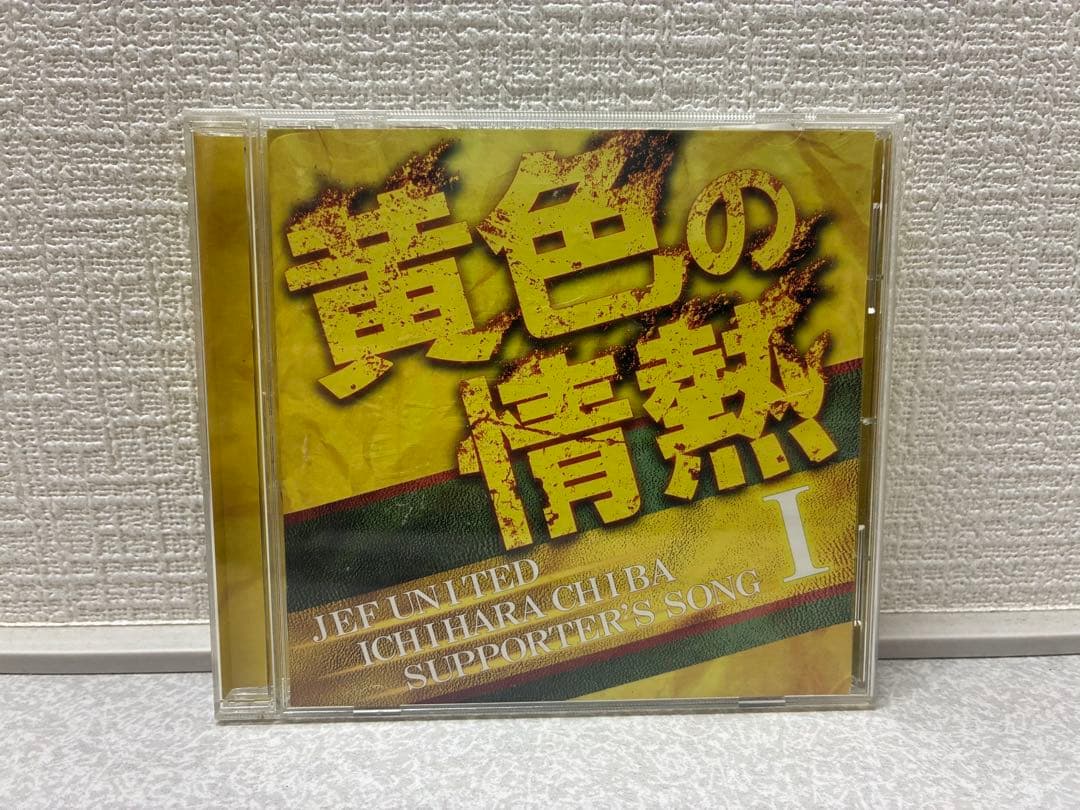 黄色の
情熱
I
JEF UNITED
ICHIHARA CHIBA
SUPPORTER'S SONG